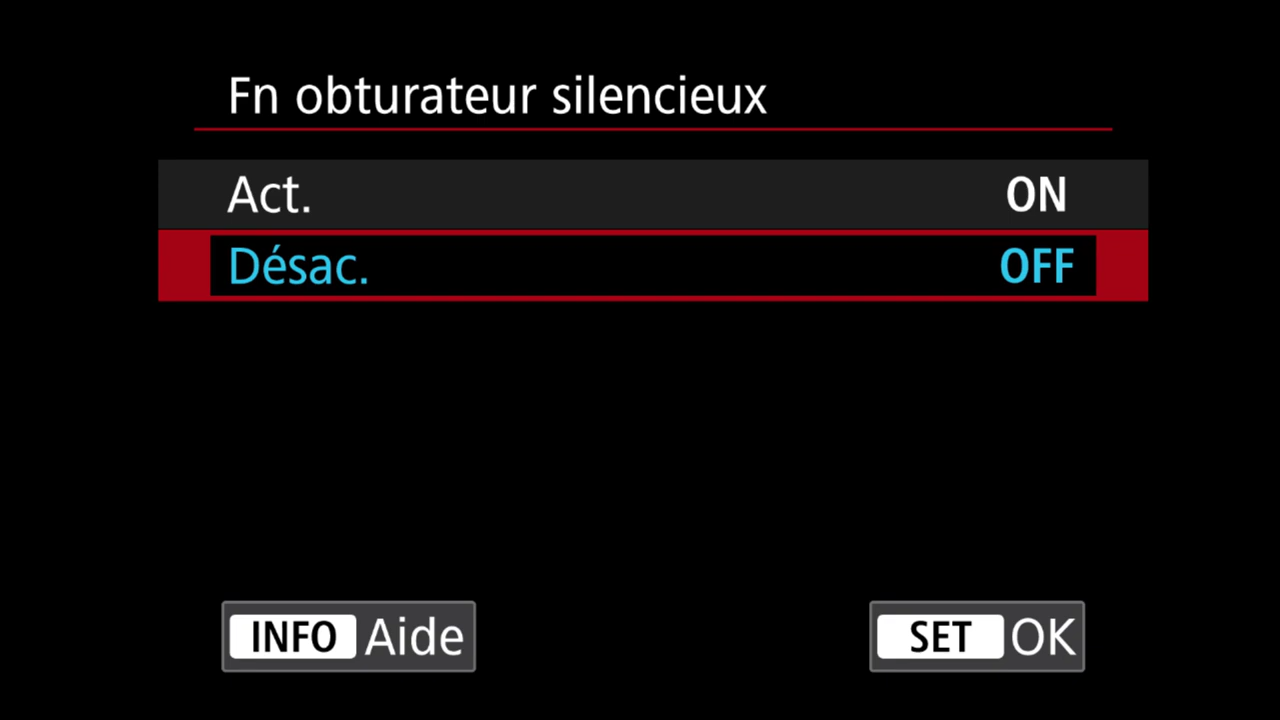 Fn obturateur silencieux
Act. ON
Désac. OFF
INFO Aide SET OK